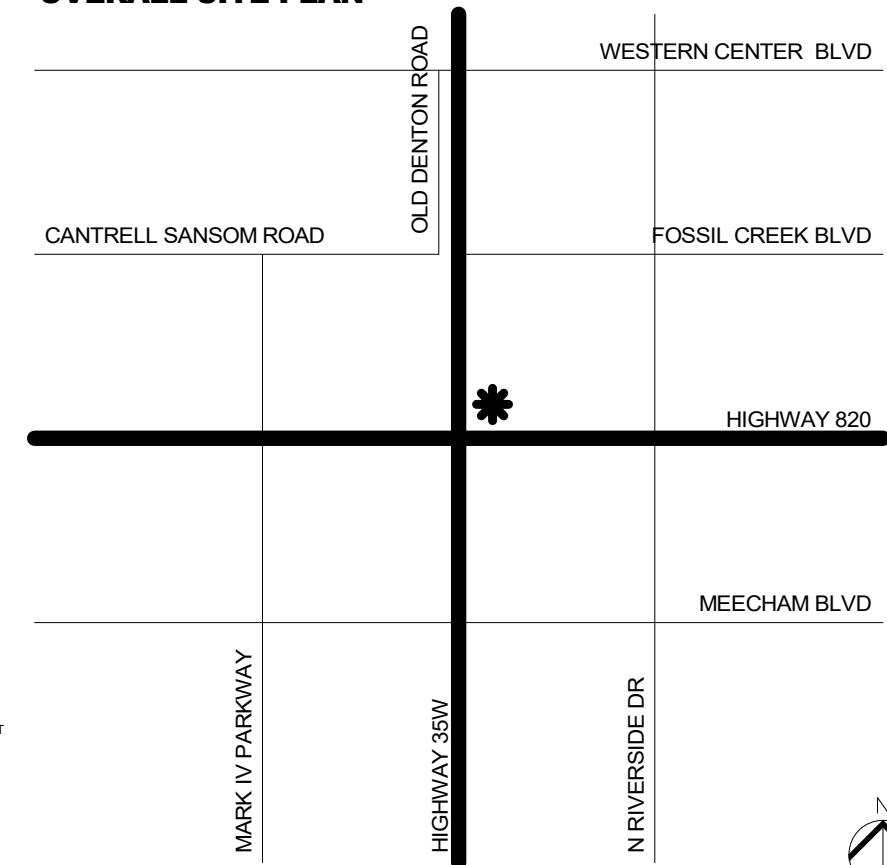 OVERALL SITE PLAN
OLD DENTON ROAD
WESTERN CENTER BLVD
CANTRELL SANSOM ROAD
FOSSIL CREEK BLVD
HIGHWAY 820
MEECHAM BLVD
MARK IV PARKWAY
HIGHWAY 35W
N RIVERSIDE DR
T
N